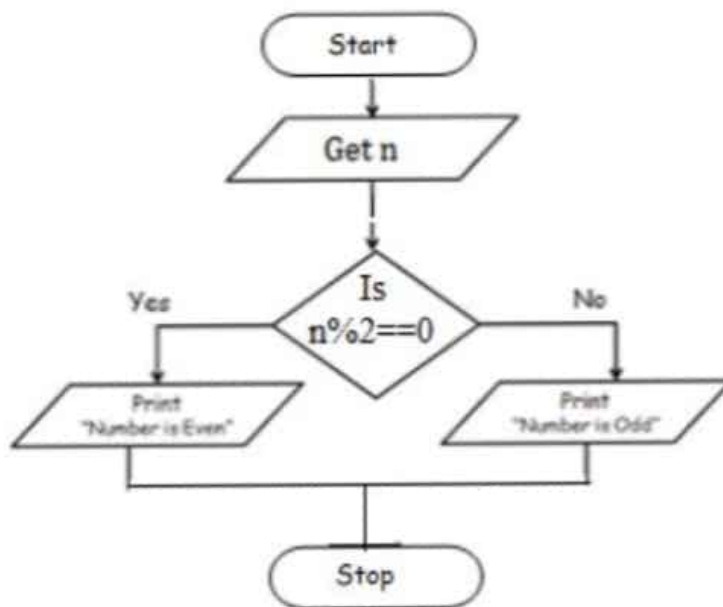 Start
Get n
Is
n%2==0
Yes
No
Print
"Number is Even"
Print
"Number is Odd"
Stop